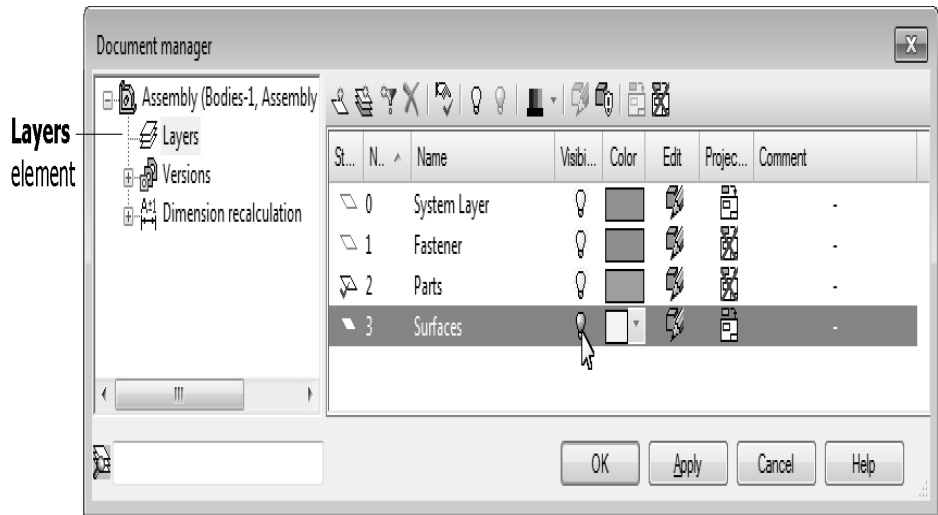 Document manager
Layers
element
Assembly (Bodies-1, Assembly
Layers
Versions
A+1 Dimension recalculation
St... N.. Name Visibi... Color Edit Projec... Comment
0 System Layer -
1 Fastener -
2 Parts -
3 Surfaces -
OK Apply Cancel Help